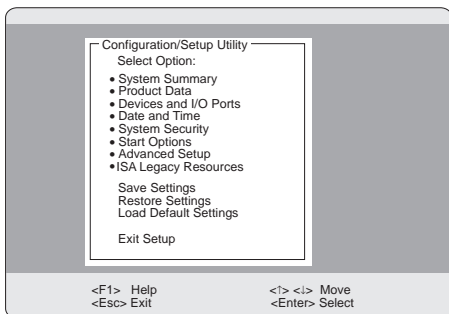 Configuration/Setup Utility
Select Option:
• System Summary
• Product Data
• Devices and I/O Ports
• Date and Time
• System Security
• Start Options
• Advanced Setup
•ISA Legacy Resources
Save Settings
Restore Settings
Load Default Settings
Exit Setup
<F1> Help <↑> <↓> Move
<Esc> Exit <Enter> Select